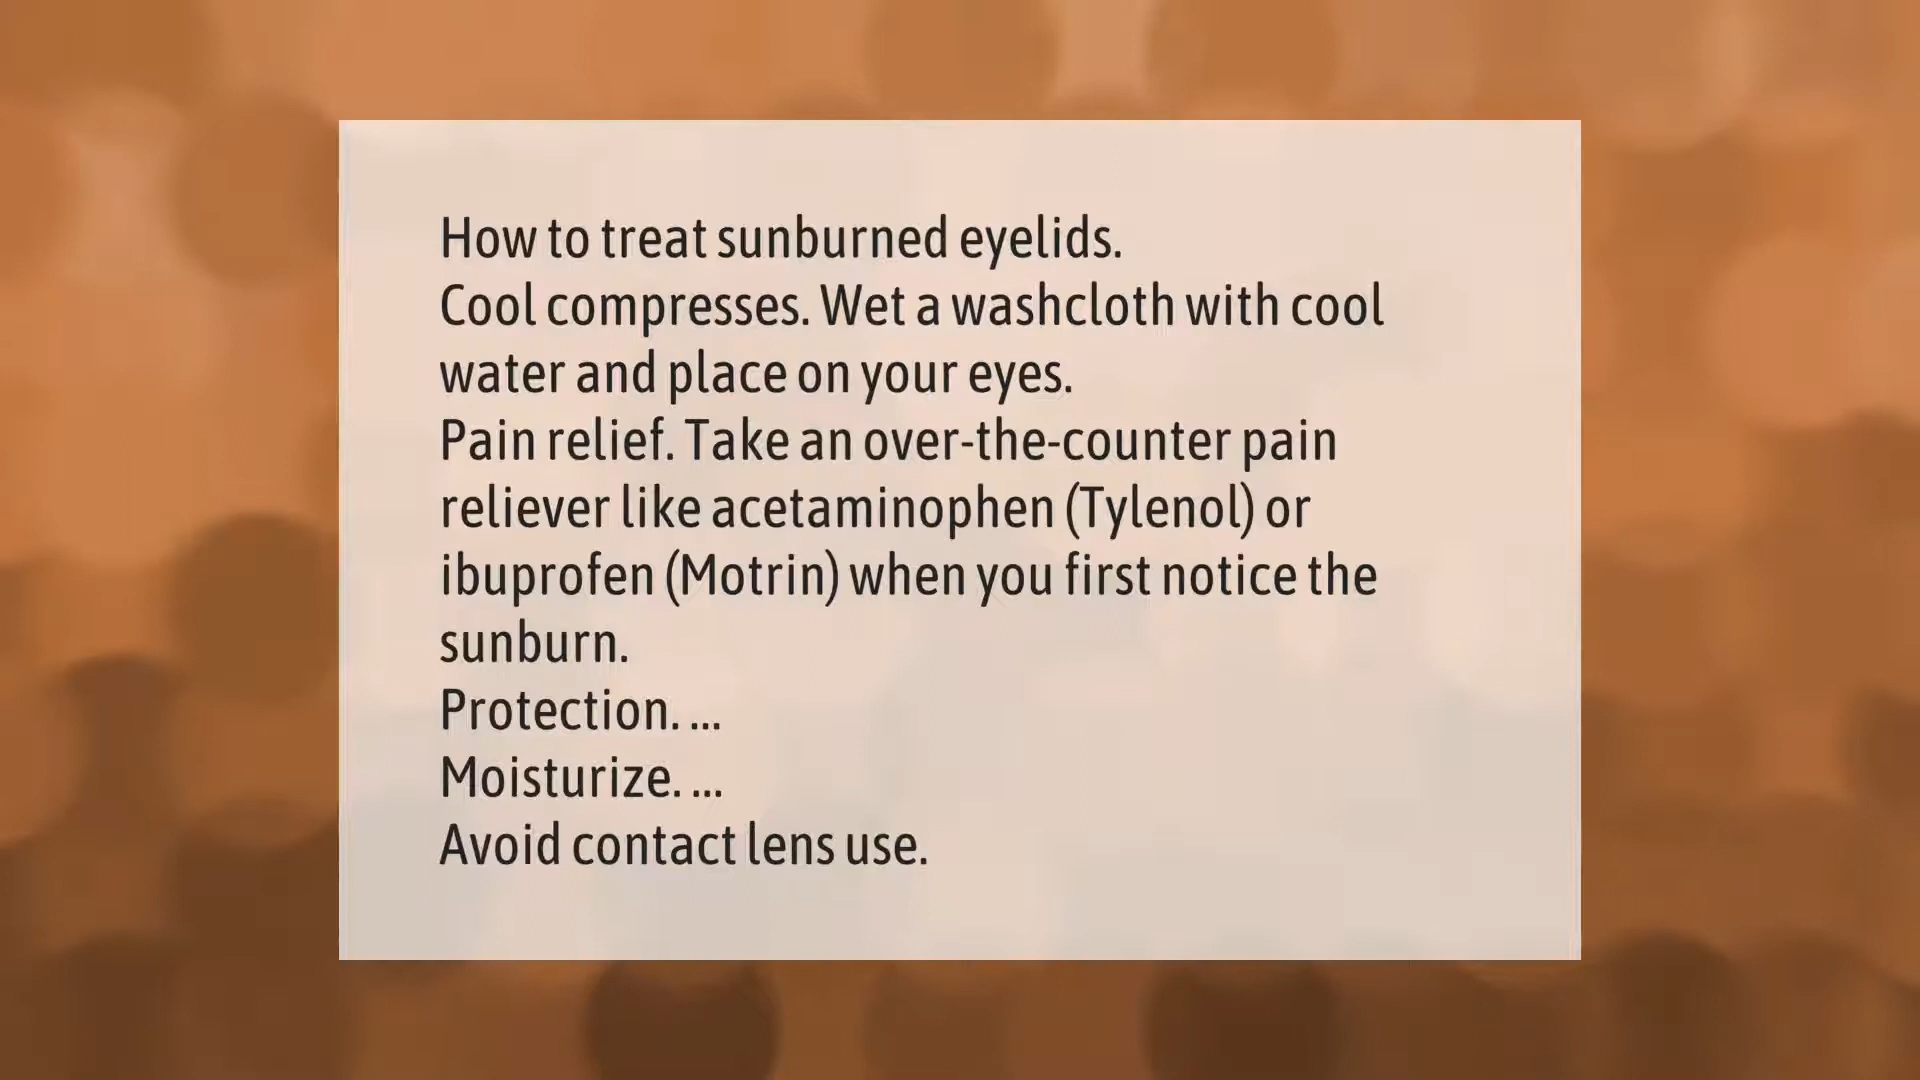 How to treat sunburned eyelids.
Cool compresses. Wet a washcloth with cool
water and place on your eyes.
Pain relief. Take an over-the-counter pain
reliever like acetaminophen (Tylenol) or
ibuprofen (Motrin) when you first notice the
sunburn.
Protection. ...
Moisturize. ...
Avoid contact lens use.